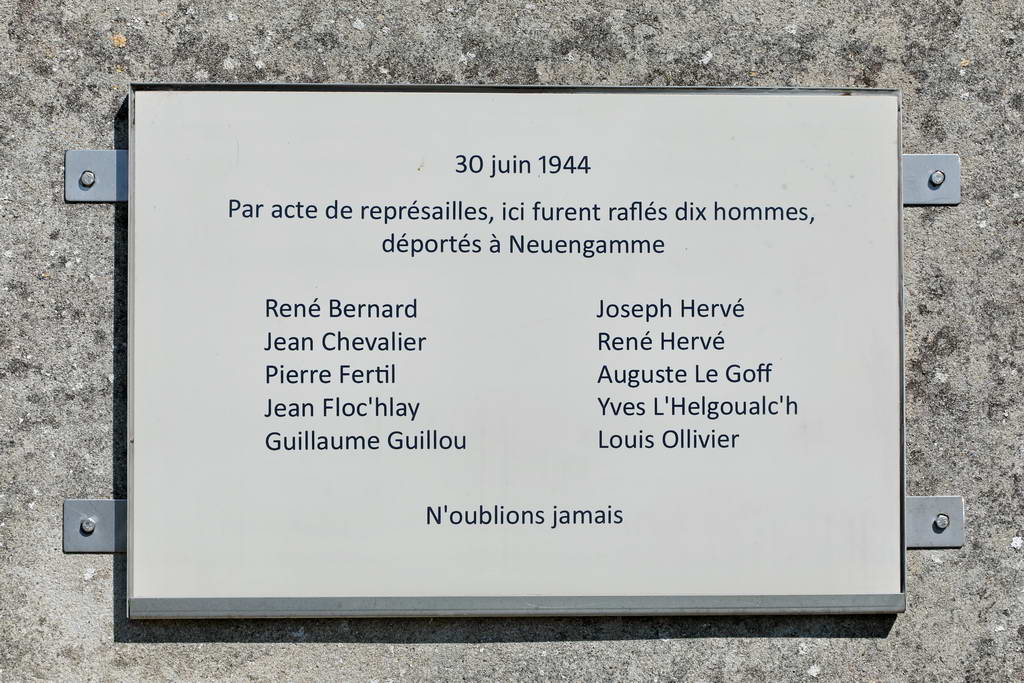 30 juin 1944
Par acte de représailles, ici furent raflés dix hommes,
déportés à Neuengamme
René Bernard
Jean Chevalier
Pierre Fertil
Jean Floc'hlay
Guillaume Guillou
Joseph Hervé
René Hervé
Auguste Le Goff
Yves L'Helgoualc'h
Louis Ollivier
N'oublions jamais